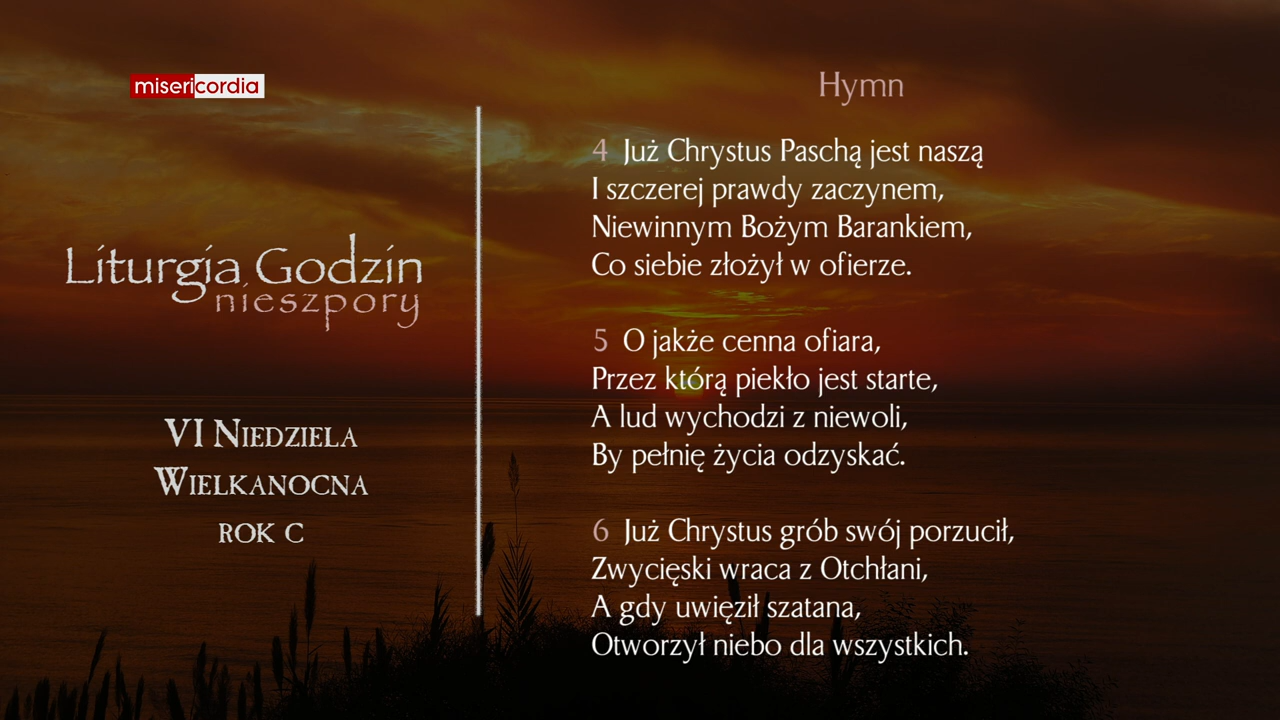 misericordia
Liturgia Godzin
nieszpory
VI Niedziela
Wielkanocna
rok C
Hymn
4 Już Chrystus Paschą jest naszą
I szczerej prawdy zaczynem,
Niewinnym Bożym Barankiem,
Co siebie złożył w ofierze.
5 O jakże cenna ofiara,
Przez którą piekło jest starte,
A lud wychodzi z niewoli,
By pełnię życia odzyskać.
6 Już Chrystus grób swój porzucił,
Zwycięski wraca z Otchłani,
A gdy uwięził szatana,
Otworzył niebo dla wszystkich.